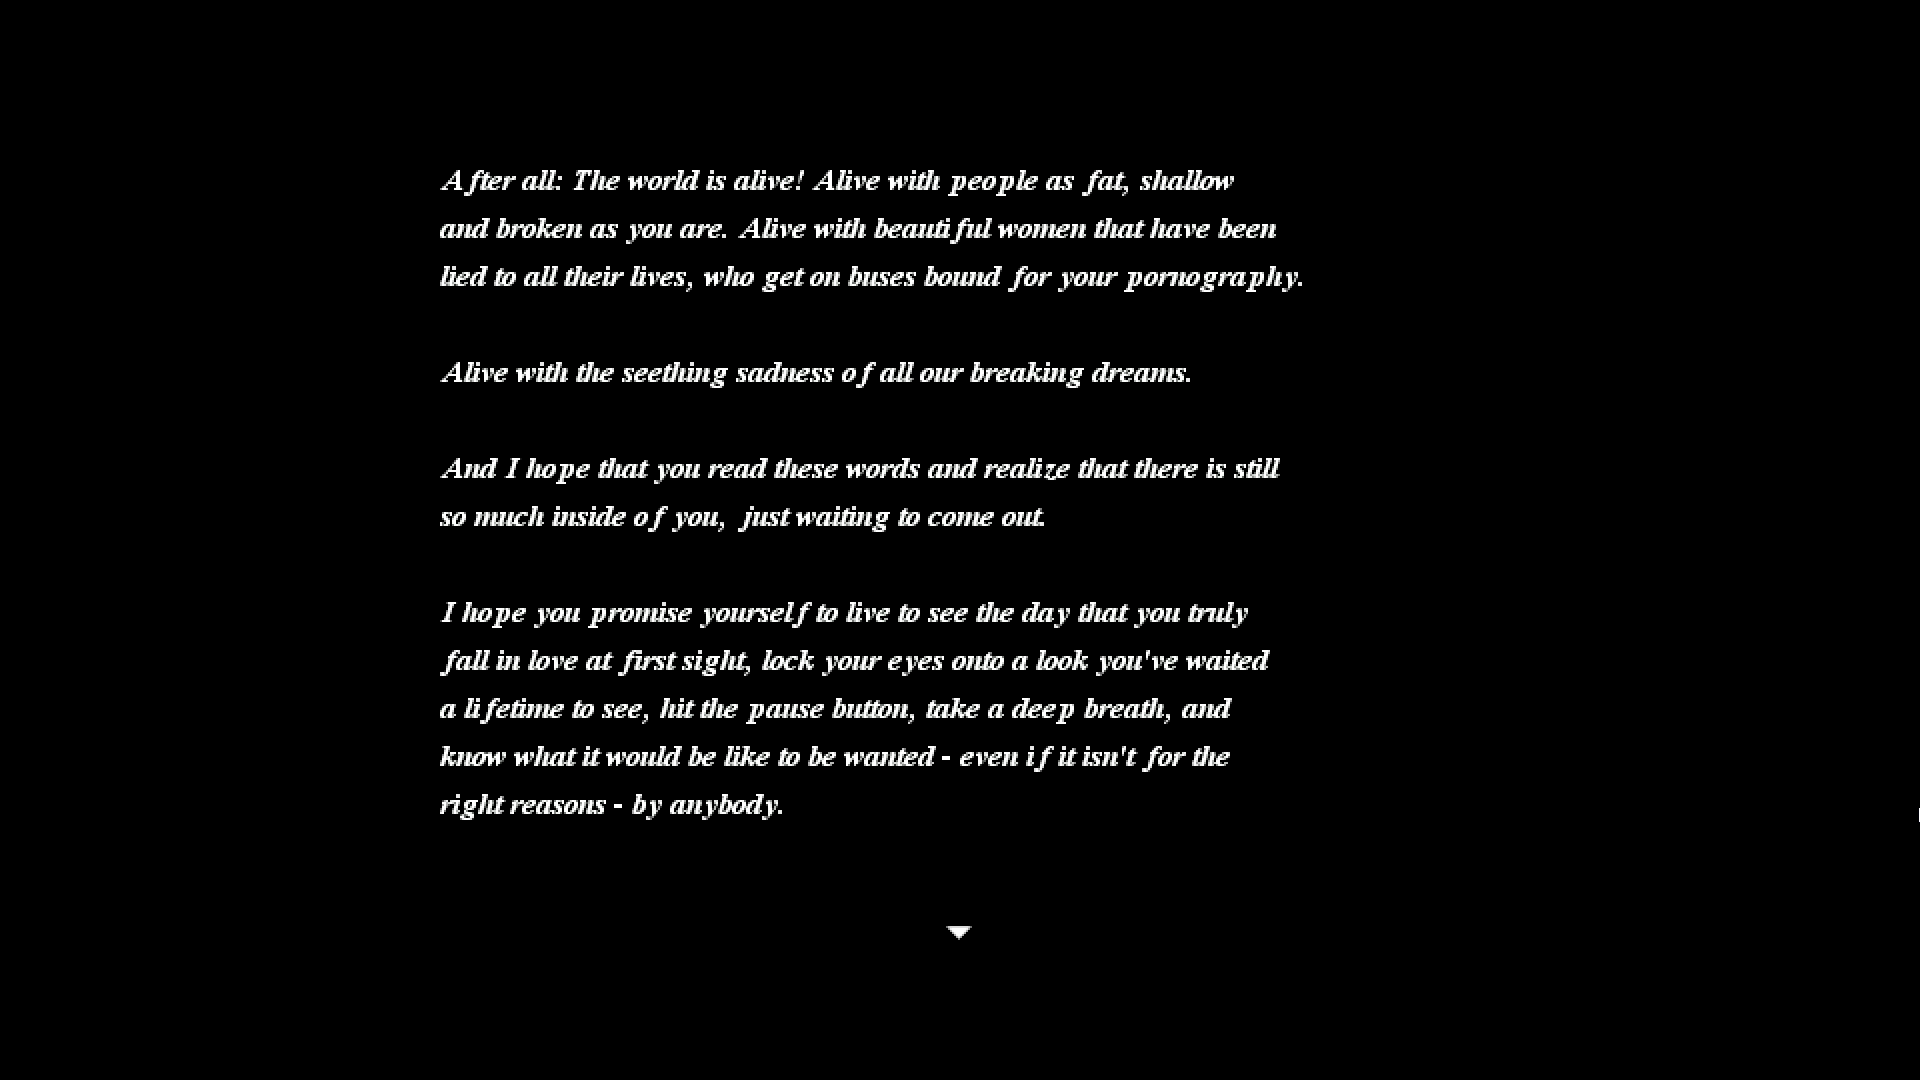 After all: The world is alive! Alive with people as fat, shallow
and broken as you are. Alive with beautiful women that have been
lied to all their lives, who get on buses bound for your pornography.
Alive with the seething sadness of all our breaking dreams.
And I hope that you read these words and realize that there is still
so much inside of you, just waiting to come out.
I hope you promise yourself to live to see the day that you truly
fall in love at first sight, lock your eyes onto a look you've waited
a lifetime to see, hit the pause button, take a deep breath, and
know what it would be like to be wanted - even if it isn't for the
right reasons - by anybody.